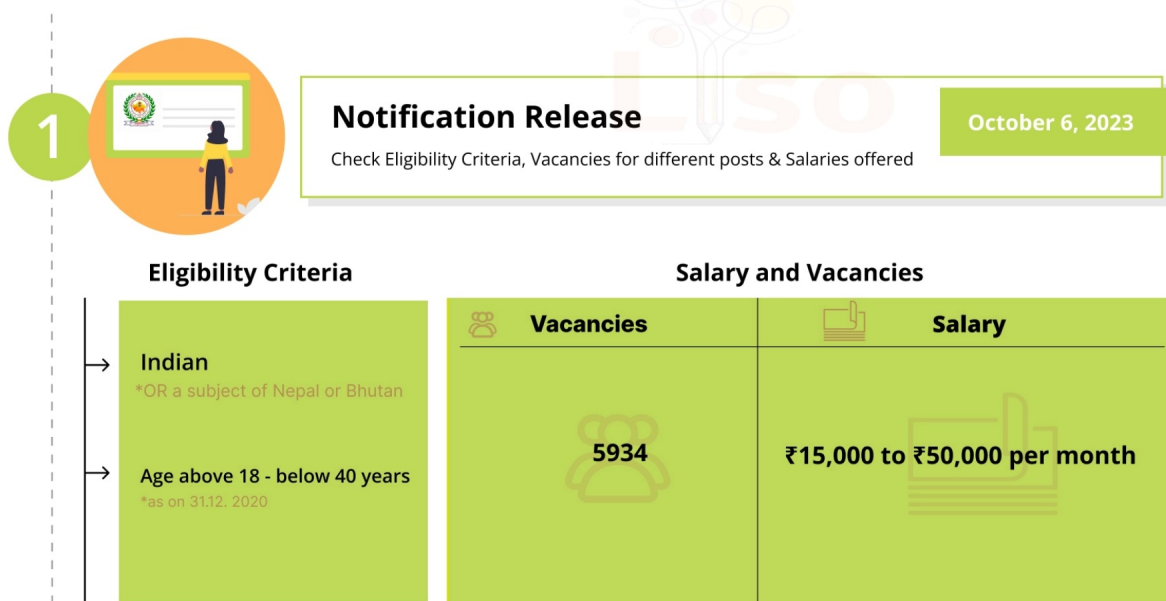 L so
1
Notification Release
October 6, 2023
Check Eligibility Criteria, Vacancies for different posts & Salaries offered
Eligibility Criteria
Salary and Vacancies
Vacancies
Salary
Indian
*OR a subject of Nepal or Bhutan
5934
₹15,000 to ₹50,000 per month
Age above 18 - below 40 years
*as on 31.12. 2020